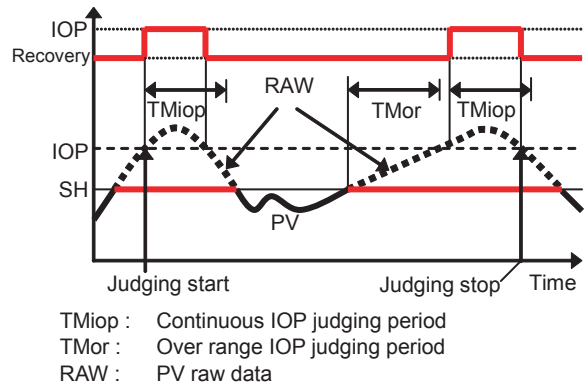 IOP
Recovery
TMiop
RAW
TMor
TMiop
IOP
SH
PV
Judging start
Judging stop
Time
TMiop : Continuous IOP judging period
TMor : Over range IOP judging period
RAW : PV raw data